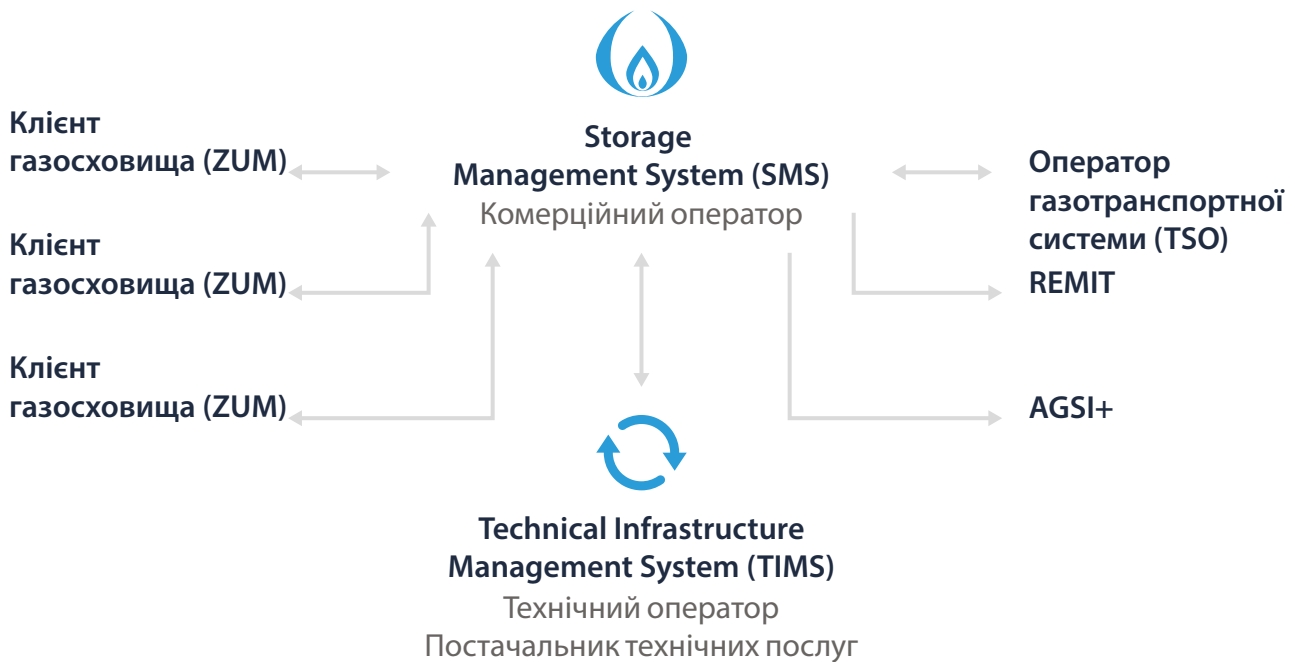 Клієнт
газосховища (ZUM)
Клієнт
газосховища (ZUM)
Клієнт
газосховища (ZUM)
Storage
Management System (SMS)
Комерційний оператор
Оператор
газотранспортної
системи (TSO)
REMIT
AGSI+
Technical Infrastructure
Management System (TIMS)
Технічний оператор
Постачальник технічних послуг